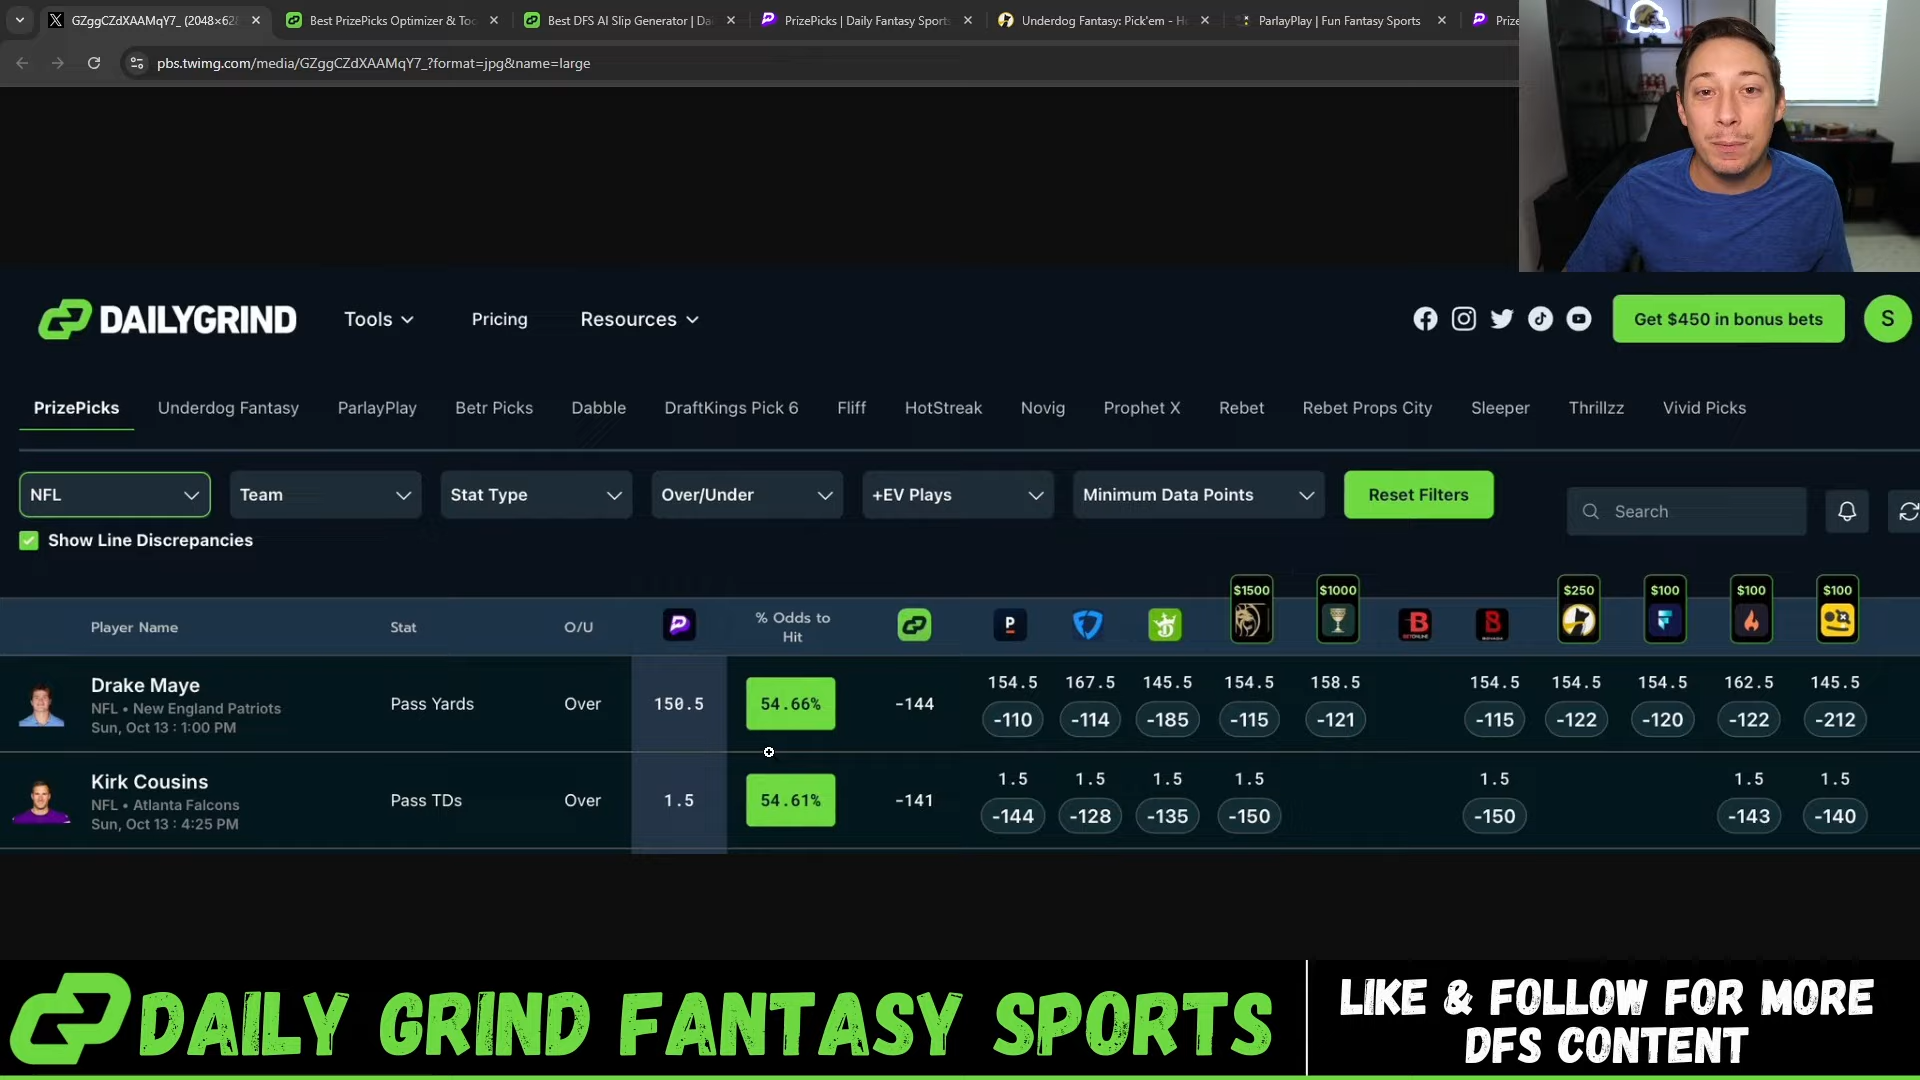 GZggCZdXAAMqY7_ (2048×62
Best PrizePicks Optimizer & Too
Best DFS AI Slip Generator | Da
PrizePicks | Daily Fantasy Sports
Underdog Fantasy: Pick'em - H
ParlayPlay | Fun Fantasy Sports
Prize
pbs.twimg.com/media/GZggCZdXAAMqY7_?format=jpg&name=large
DAILYGRIND
Tools
Pricing
Resources
Get $450 in bonus bets
S
PrizePicks
Underdog Fantasy
ParlayPlay
Betr Picks
Dabble
DraftKings Pick 6
Fliff
HotStreak
Novig
Prophet X
Rebet
Rebet Props City
Sleeper
Thrillzz
Vivid Picks
NFL
Team
Stat Type
Over/Under
+EV Plays
Minimum Data Points
Reset Filters
Search
Show Line Discrepancies
$1500
$1000
$250
$100
$100
$100
Player Name
Stat
O/U
% Odds to
Hit
Drake Maye
NFL • New England Patriots
Sun, Oct 13 : 1:00 PM
Pass Yards
Over
150.5
54.66%
-144
154.5 167.5 145.5 154.5 158.5 154.5 154.5 154.5 162.5 145.5
-110 -114 -185 -115 -121 -115 -122 -120 -122 -212
Kirk Cousins
NFL • Atlanta Falcons
Sun, Oct 13 : 4:25 PM
Pass TDs
Over
1.5
54.61%
-141
1.5 1.5 1.5 1.5 1.5 1.5 1.5
-144 -128 -135 -150 -150 -143 -140
DAILY GRIND FANTASY SPORTS
LIKE & FOLLOW FOR MORE
DFS CONTENT